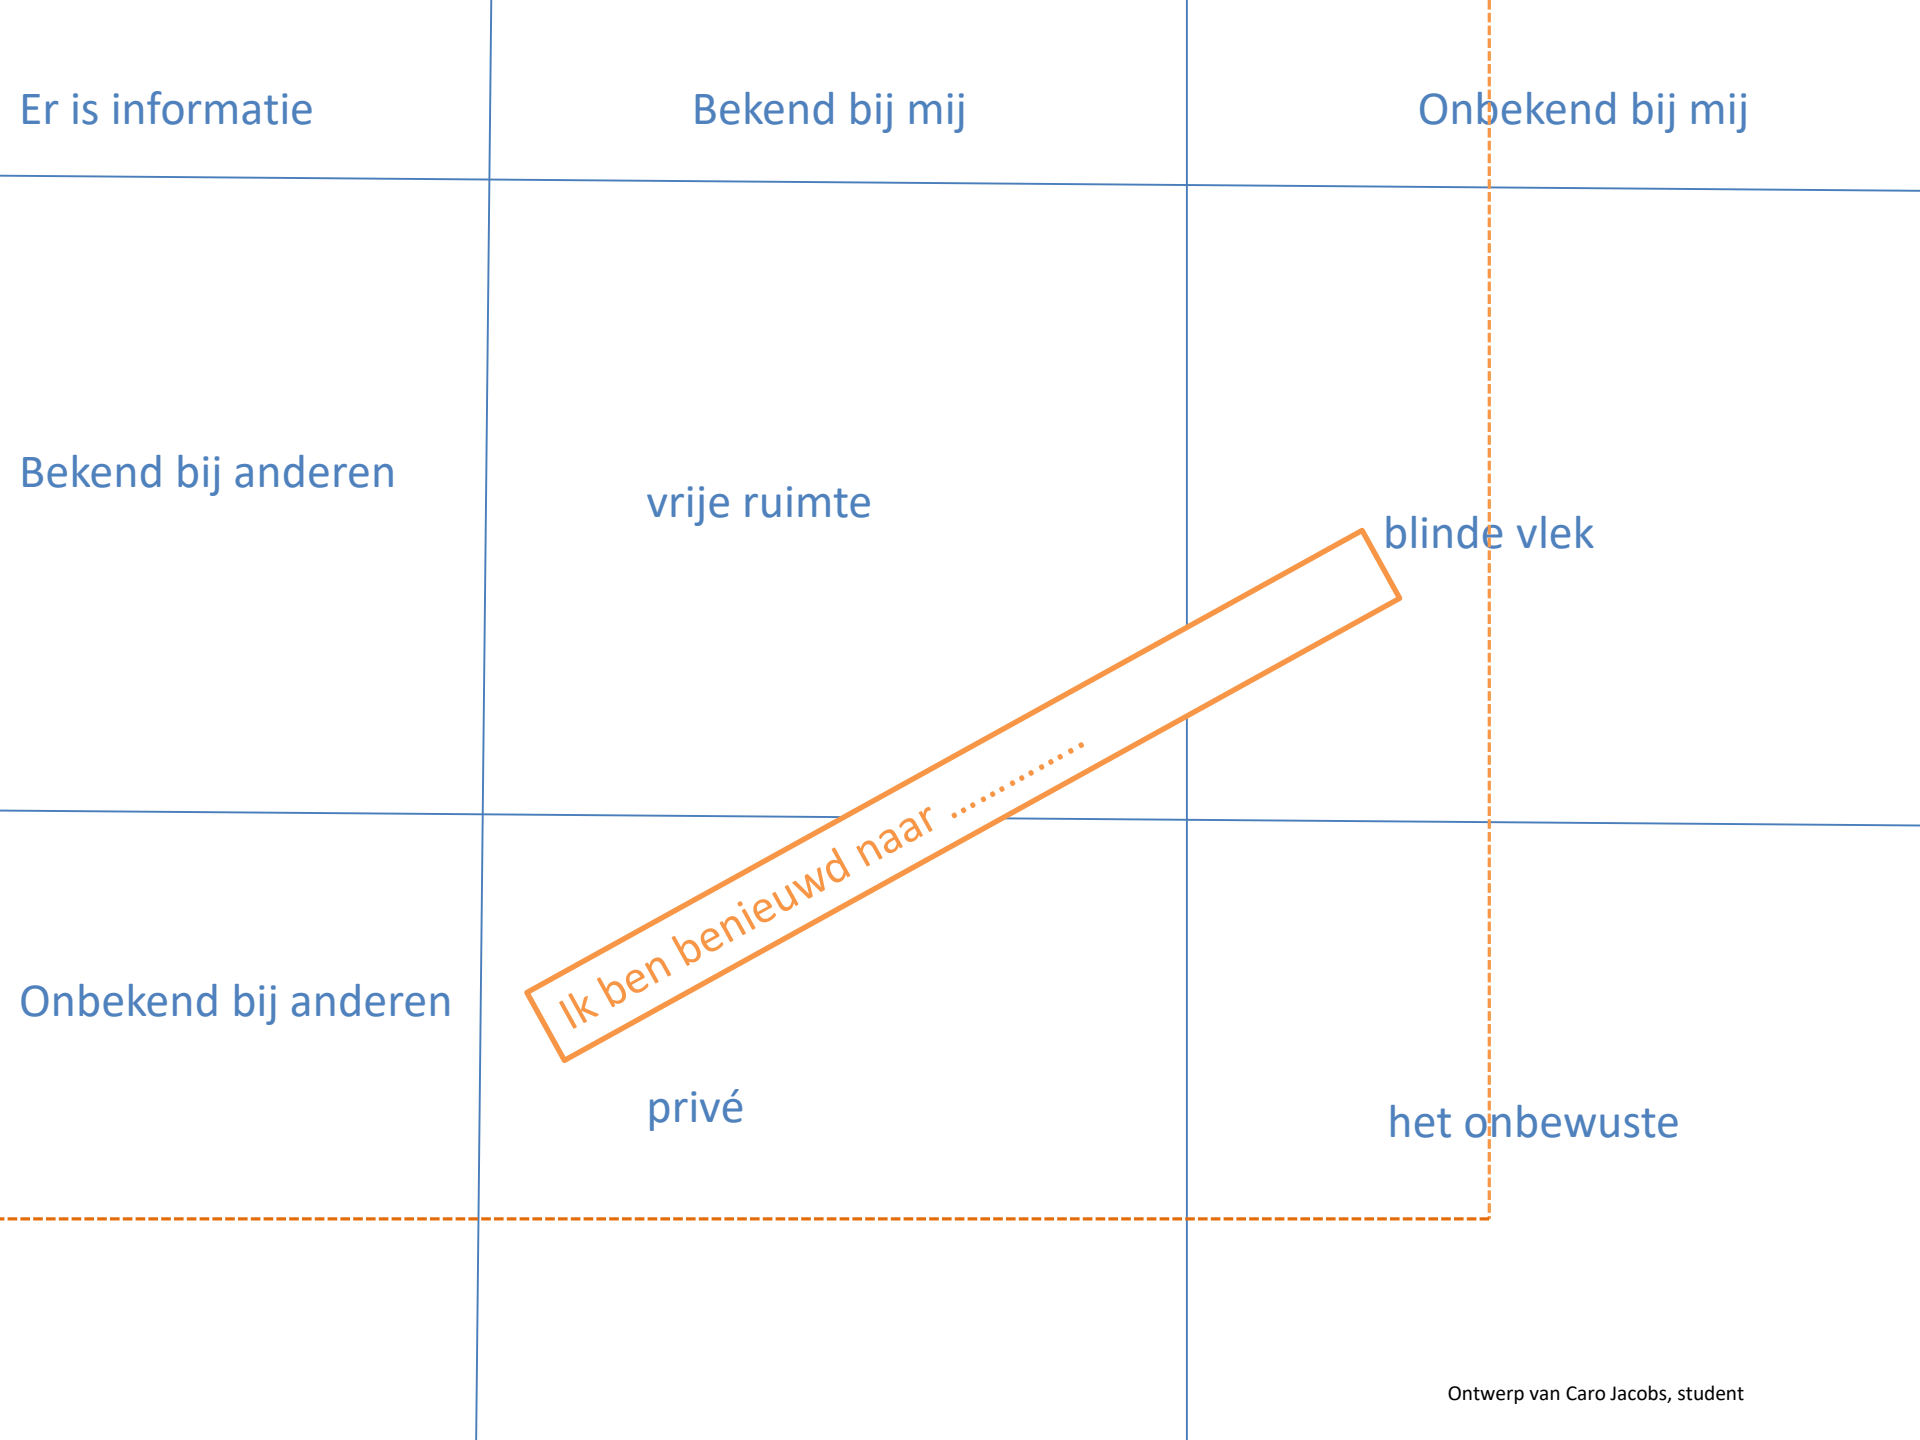 Er is informatie
Bekend bij mij
Onbekend bij mij
Bekend bij anderen
vrije ruimte
blinde vlek
Ik ben benieuwd naar ..............
Onbekend bij anderen
privé
het onbewuste
Ontwerp van Caro Jacobs, student